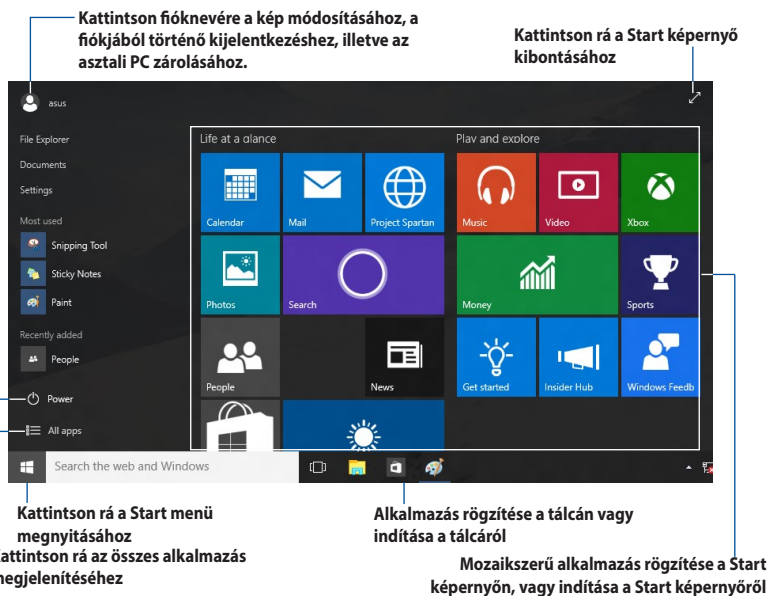 Kattintson fióknevére a kép módosításához, a
fiókjából történő kijelentkezéshez, illetve az
asztali PC zárolásához.
Kattintson rá a Start képernyő
kibontásához
asus
File Explorer
Documents
Settings
Most used
Snipping Tool
Sticky Notes
Paint
Recently added
People
Power
All apps
Search the web and Windows
Life at a glance
Play and explore
Calendar
Mail
Project Spartan
Music
Video
Xbox
Photos
Search
Money
Sports
People
News
Get started
Insider Hub
Windows Feedb
Kattintson rá a Start menü
megnyitásához
Kattintson rá az összes alkalmazás
megjelenítéséhez
Alkalmazás rögzítése a tálcán vagy
indítása a tálcáról
Mozaikszerű alkalmazás rögzítése a Start
képernyőn, vagy indítása a Start képernyőről